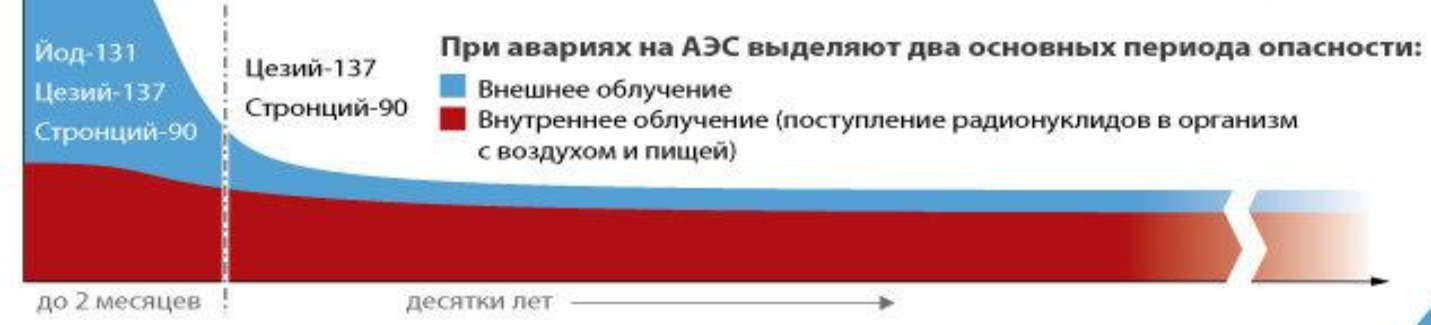 Йод-131
Цезий-137
Стронций-90
Цезий-137
Стронций-90
При авариях на АЭС выделяют два основных периода опасности:
Внешнее облучение
Внутреннее облучение (поступление радионуклидов в организм
с воздухом и пищей)
до 2 месяцев
десятки лет